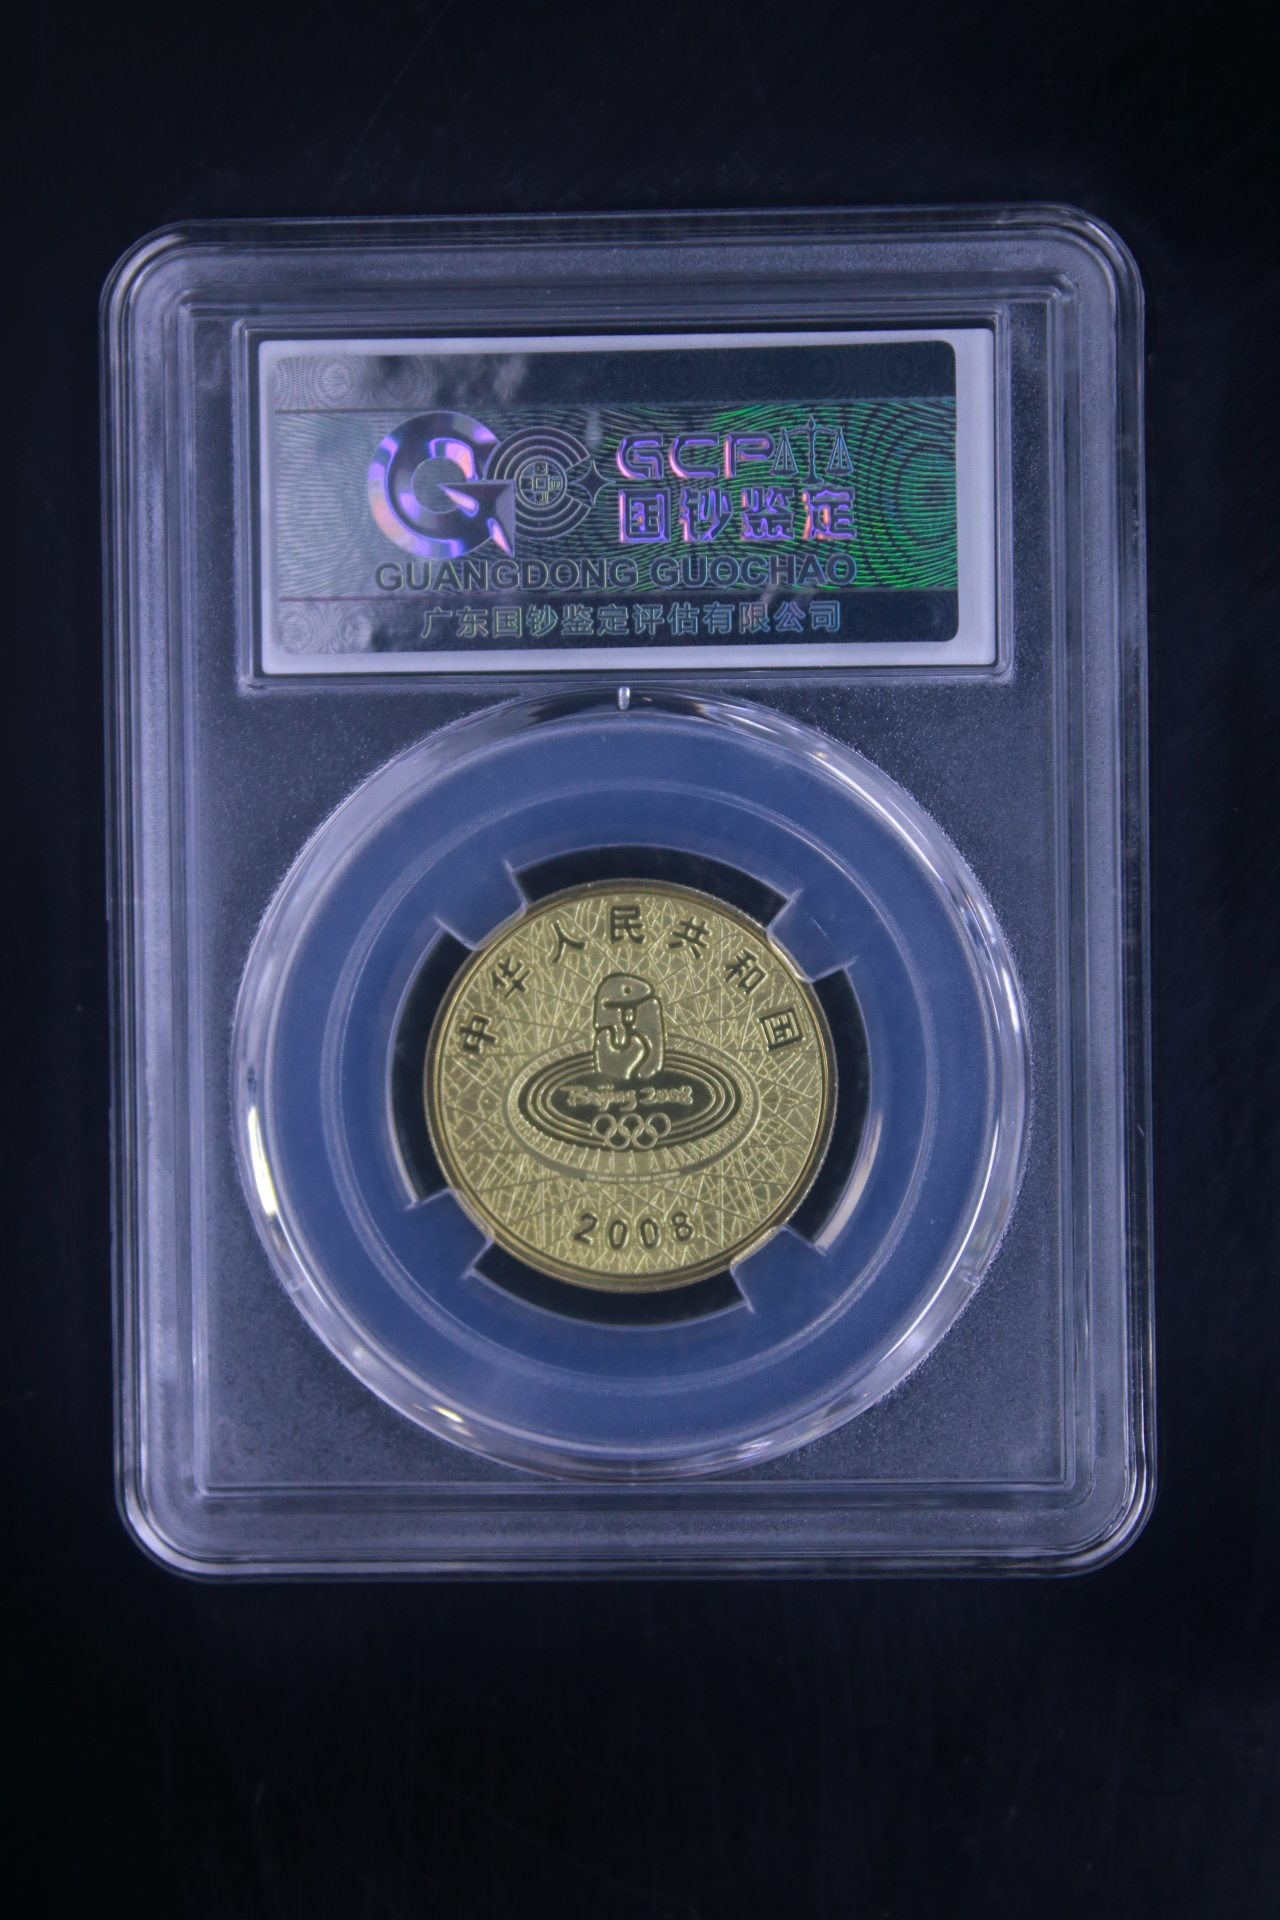 GCP
国钞鉴定
GUANGDONG GUOCHAO
广东国钞鉴定评估有限公司
中华人民共和国
Beijing 2008
2008